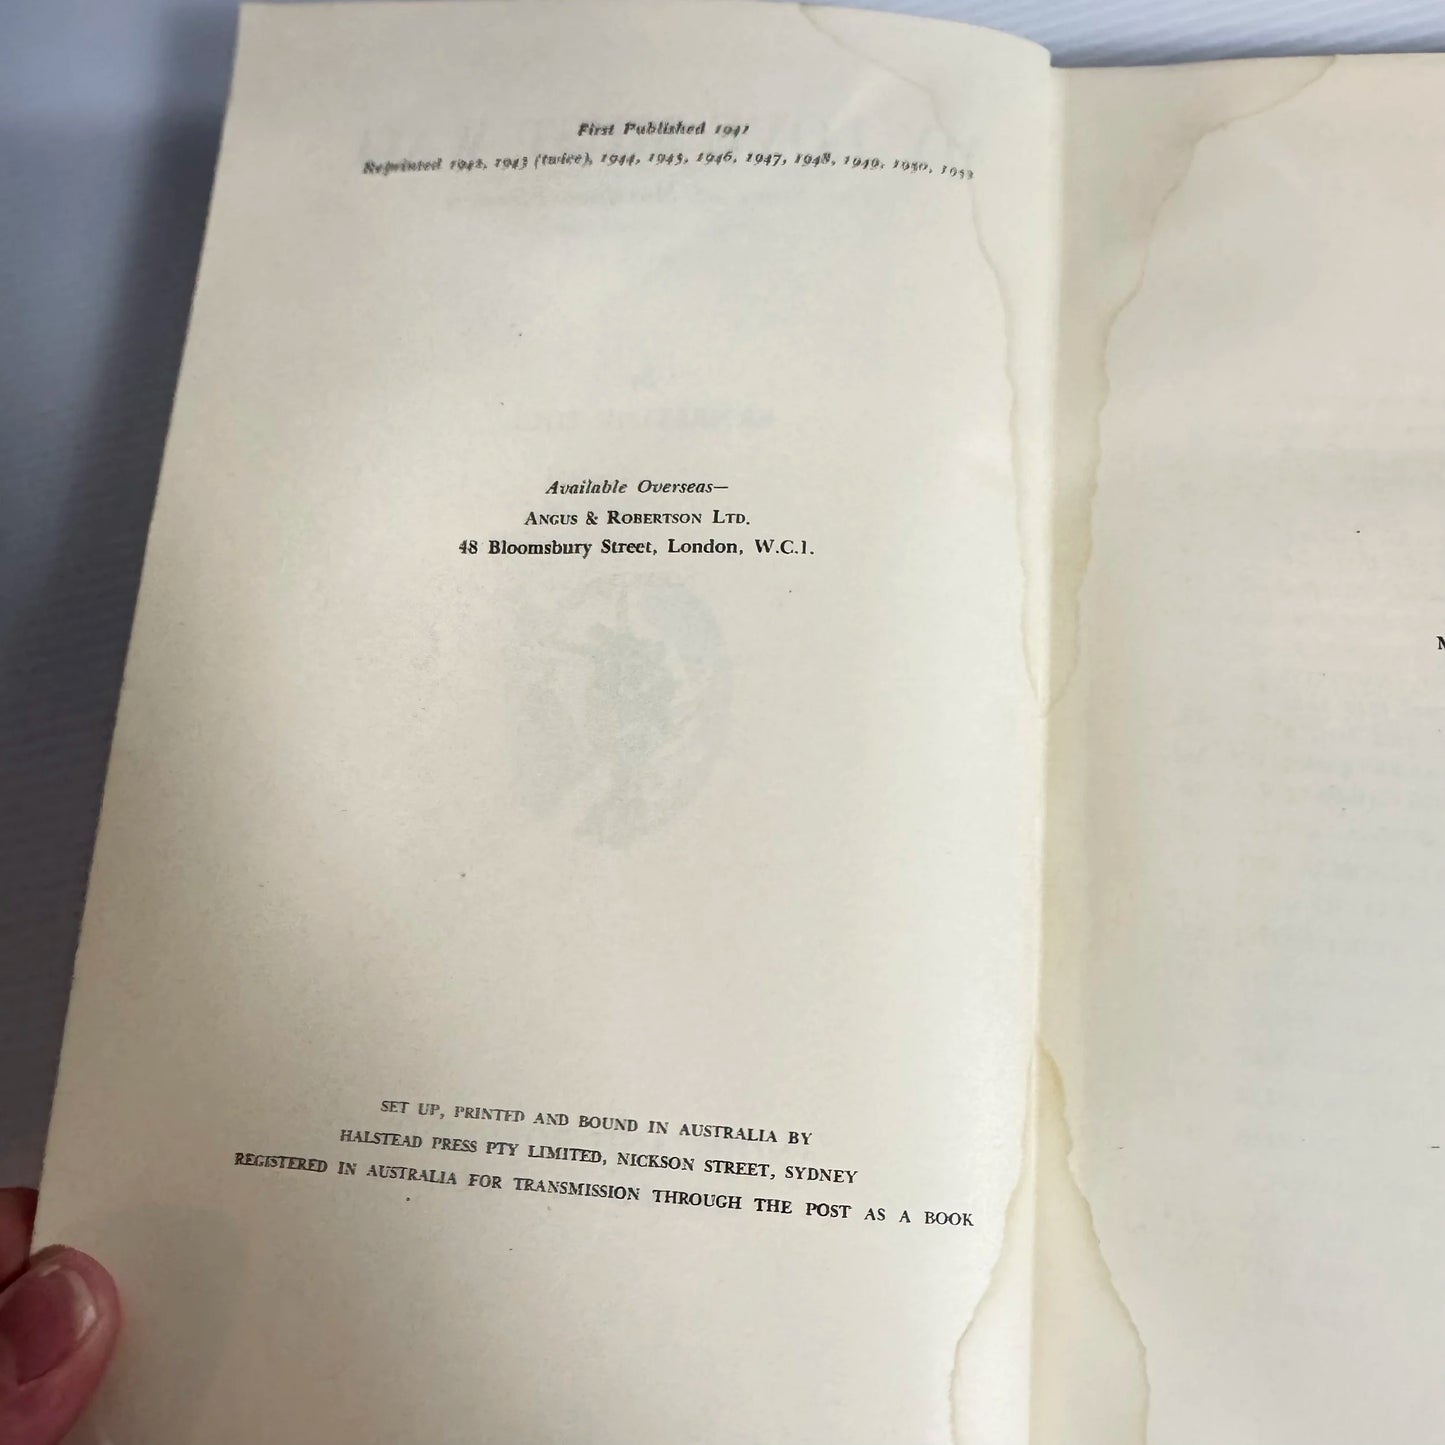 First Published 1941
Reprinted 1942, 1943 (twice), 1944, 1945, 1946, 1947, 1948, 1949, 1950, 1953
Available Overseas—
ANGUS & ROBERTSON LTD.
48 Bloomsbury Street, London, W.C.1.
SET UP, PRINTED AND BOUND IN AUSTRALIA BY
HALSTEAD PRESS PTY LIMITED, NICKSON STREET, SYDNEY
REGISTERED IN AUSTRALIA FOR TRANSMISSION THROUGH THE POST AS A BOOK